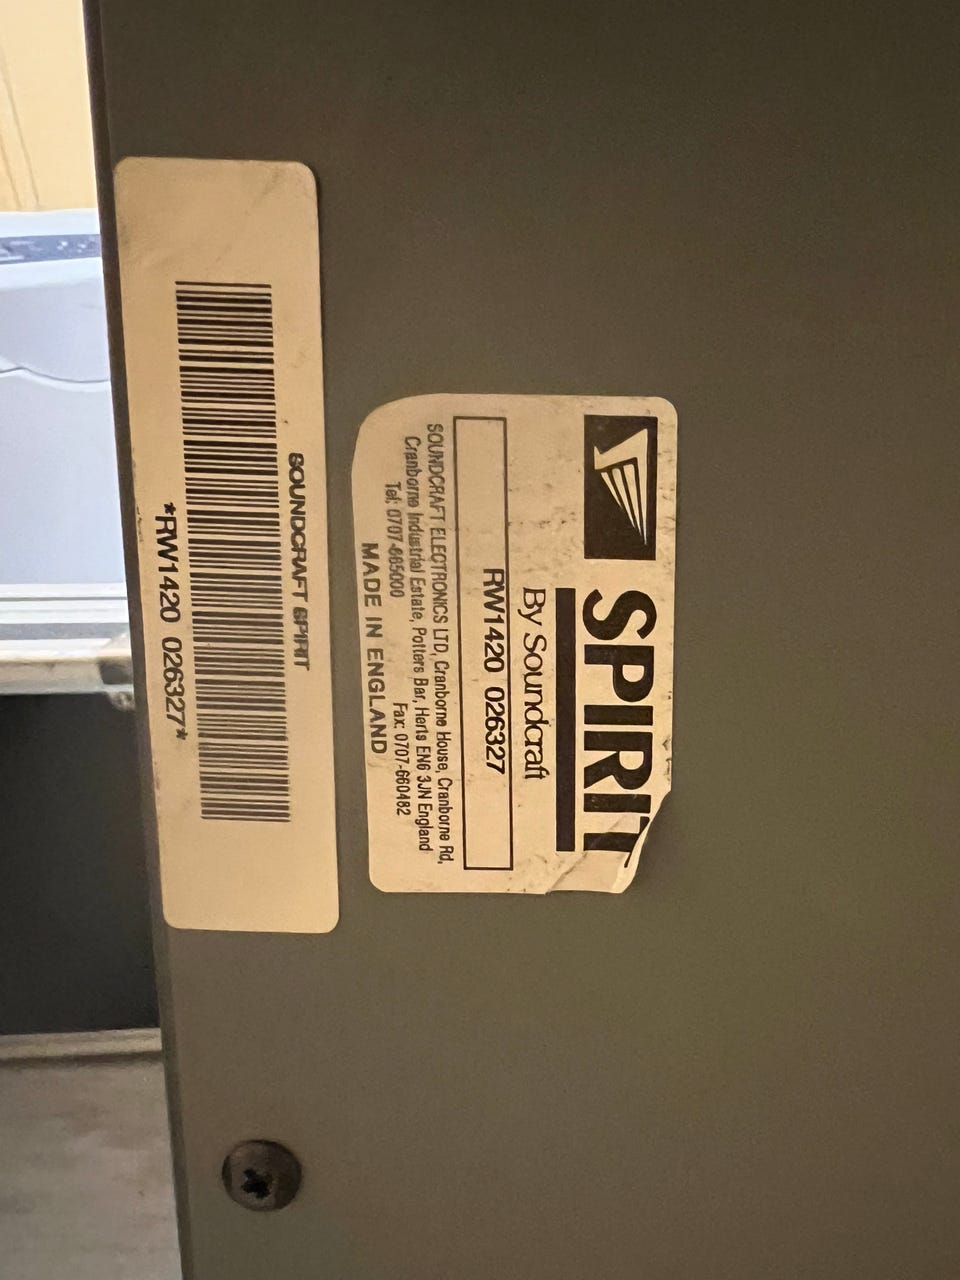 SPIRIT
By Soundcraft
RW1420 026327
SOUNDCRAFT ELECTRONICS LTD, Cranborne House, Cranborne Rd,
Cranborne Industrial Estate, Potters Bar, Herts EN6 3JN England
Tel: 0707-665000 Fax: 0707-660482
MADE IN ENGLAND
SOUNDCRAFT SPIRIT
*RW1420 026327*